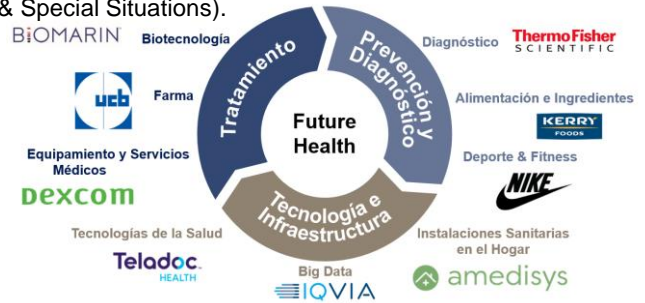 & Special Situations).
BIOMARIN
Biotecnología
ucb
Farma
Equipamiento y Servicios
Médicos
Dexcom
Tratamiento
Prevención y
Diagnóstico
Future
Health
Tecnología e
Infraestructura
Diagnóstico
ThermoFisher
SCIENTIFIC
Alimentación e Ingredientes
KERRY
FOODS
Deporte & Fitness
NIKE
Tecnologías de la Salud
Teladoc.
HEALTH
Big Data
IQVIA
Instalaciones Sanitarias
en el Hogar
amedisys